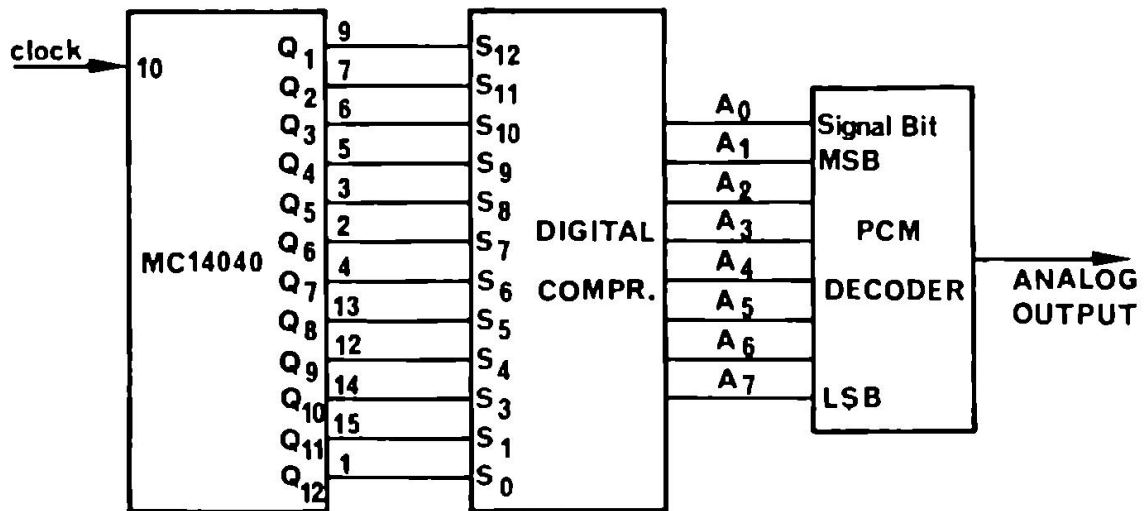 clock
10
MC14040
Q1 9 S12
Q2 7 S11
Q3 6 S10
Q4 5 S9
Q5 3 S8
Q6 2 S7
Q7 4 S6
Q8 13 S5
Q9 12 S4
Q10 14 S3
Q11 15 S1
Q12 1 S0
DIGITAL
COMPR.
A0
A1
A2
A3
A4
A5
A6
A7
Signal Bit
MSB
PCM
DECODER
LSB
ANALOG
OUTPUT